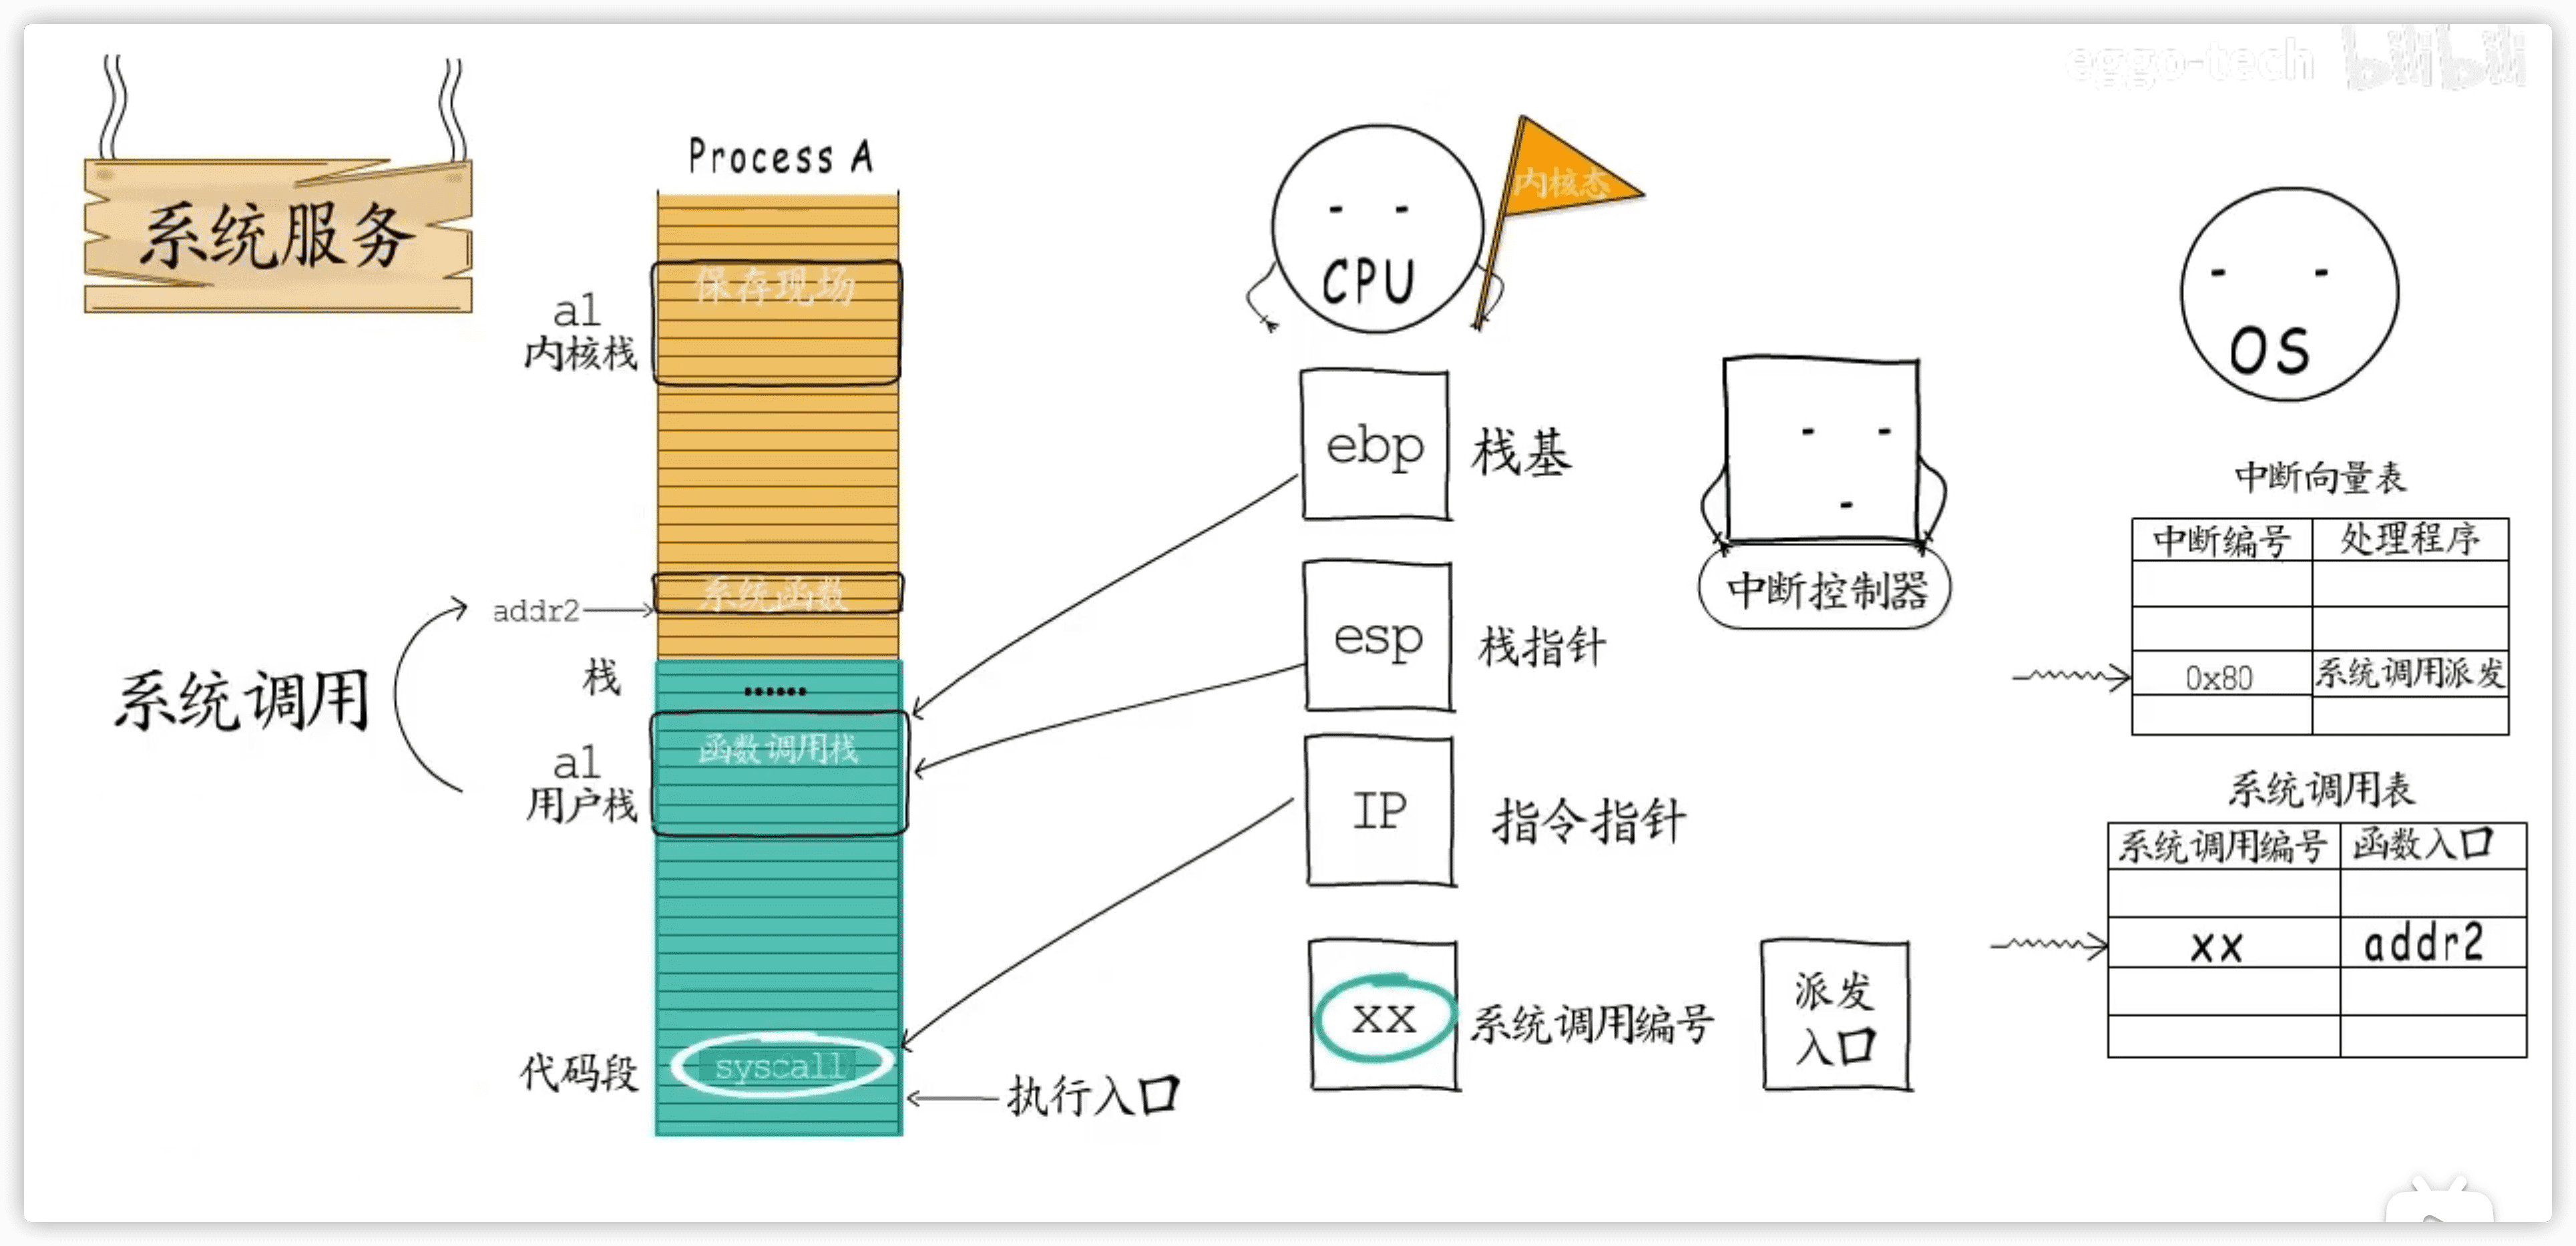 eggo-tech bilibili
系统服务
Process A
保存现场
a1
内核栈
系统函数
addr2
系统调用
栈
......
函数调用栈
a1
用户栈
代码段
syscall
执行入口
内核态
CPU
ebp 栈基
esp 栈指针
IP 指令指针
xx 系统调用编号
中断控制器
派发
入口
OS
中断向量表
中断编号 处理程序
0x80 系统调用派发
系统调用表
系统调用编号 函数入口
xx addr2